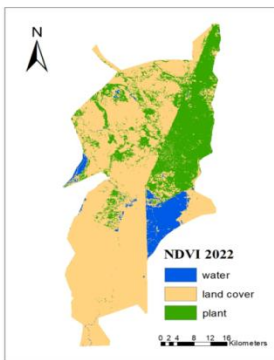 N
NDVI 2022
water
land cover
plant
0 2 4 8 12 16
Kilometers